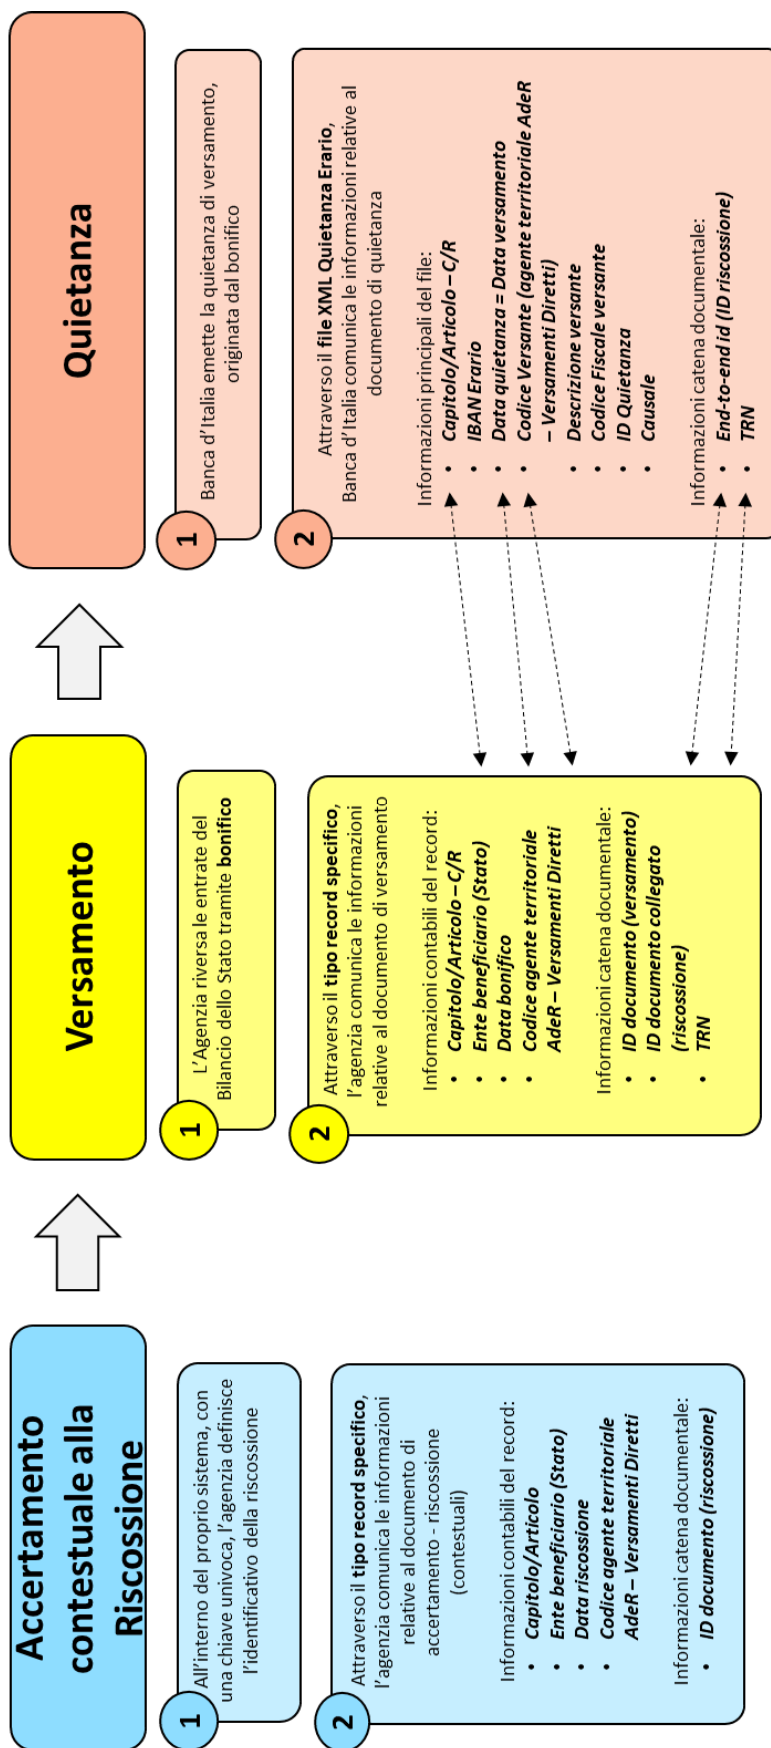 Accertamento
contestuale alla
Riscossione
1
All'interno del proprio sistema, con
una chiave univoca, l'agenzia definisce
l'identificativo della riscossione
2
Attraverso il tipo record specifico,
l'agenzia comunica le informazioni
relative al documento di
accertamento - riscossione
(contestuali)
Informazioni contabili del record:
• Capitolo/Articolo
• Ente beneficiario (Stato)
• Data riscossione
• Codice agente territoriale
AdeR – Versamenti Diretti
Informazioni catena documentale:
• ID documento (riscossione)
Versamento
1
L'Agenzia riversa le entrate del
Bilancio dello Stato tramite bonifico
2
Attraverso il tipo record specifico,
l'agenzia comunica le informazioni
relative al documento di versamento
Informazioni contabili del record:
• Capitolo/Articolo – C/R
• Ente beneficiario (Stato)
• Data bonifico
• Codice agente territoriale
AdeR – Versamenti Diretti
Informazioni catena documentale:
• ID documento (versamento)
• ID documento collegato
(riscossione)
• TRN
Quietanza
1
Banca d'Italia emette la quietanza di versamento,
originata dal bonifico
2
Attraverso il file XML Quietanza Erario,
Banca d'Italia comunica le informazioni relative al
documento di quietanza
Informazioni principali del file:
• Capitolo/Articolo – C/R
• IBAN Erario
• Data quietanza = Data versamento
• Codice Versante (agente territoriale AdeR
– Versamenti Diretti)
• Descrizione versante
• Codice Fiscale versante
• ID Quietanza
• Causale
Informazioni catena documentale:
• End-to-end id (ID riscossione)
• TRN